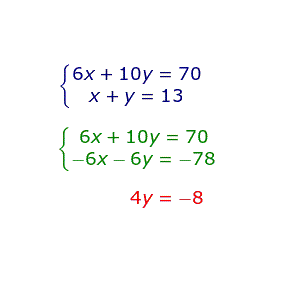 6x + 10y = 70
x + y = 13
6x + 10y = 70
−6x − 6y = −78
4y = −8